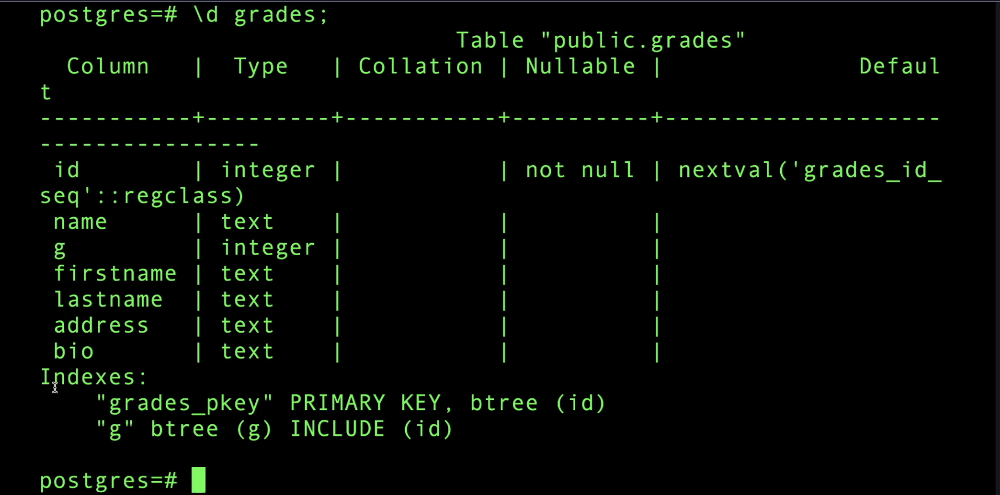 postgres=# \d grades;
                              Table "public.grades"
  Column   |  Type   | Collation | Nullable |              Defaul
t
-----------+---------+-----------+----------+--------------------
----------------
 id        | integer |           | not null | nextval('grades_id_
seq'::regclass)
 name      | text    |           |          |
 g         | integer |           |          |
 firstname | text    |           |          |
 lastname  | text    |           |          |
 address   | text    |           |          |
 bio       | text    |           |          |
Indexes:
    "grades_pkey" PRIMARY KEY, btree (id)
    "g" btree (g) INCLUDE (id)
postgres=#